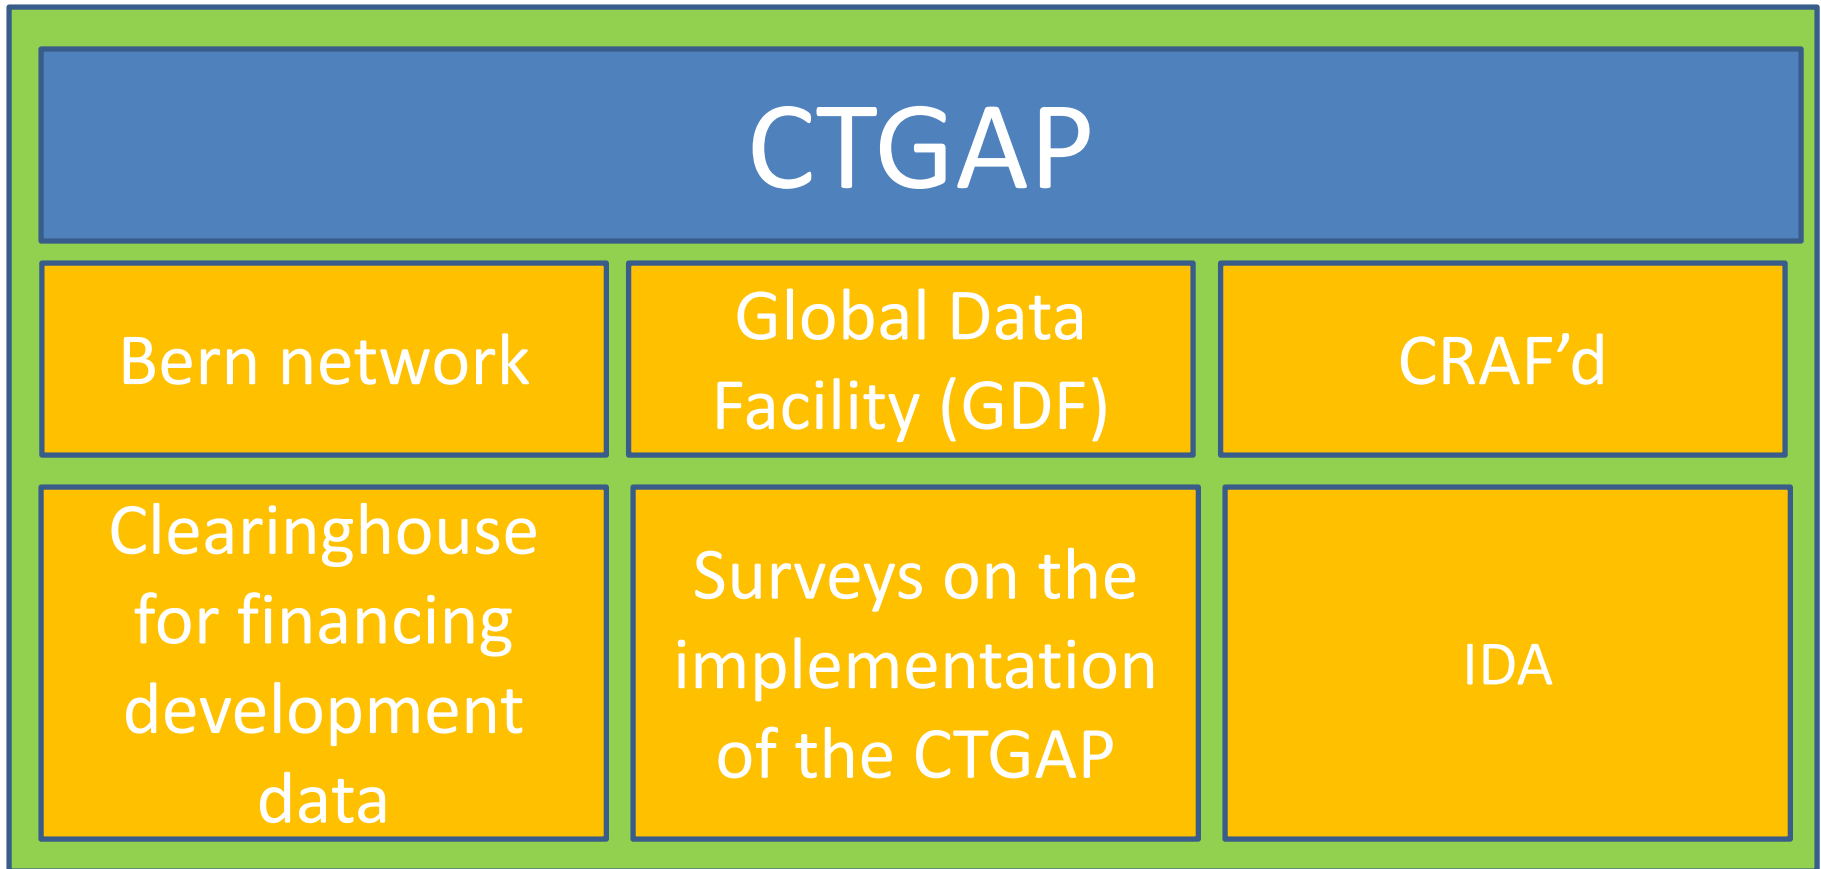 CTGAP
Bern network
Global Data
Facility (GDF)
CRAF’d
Clearinghouse
for financing
development
data
Surveys on the
implementation
of the CTGAP
IDA